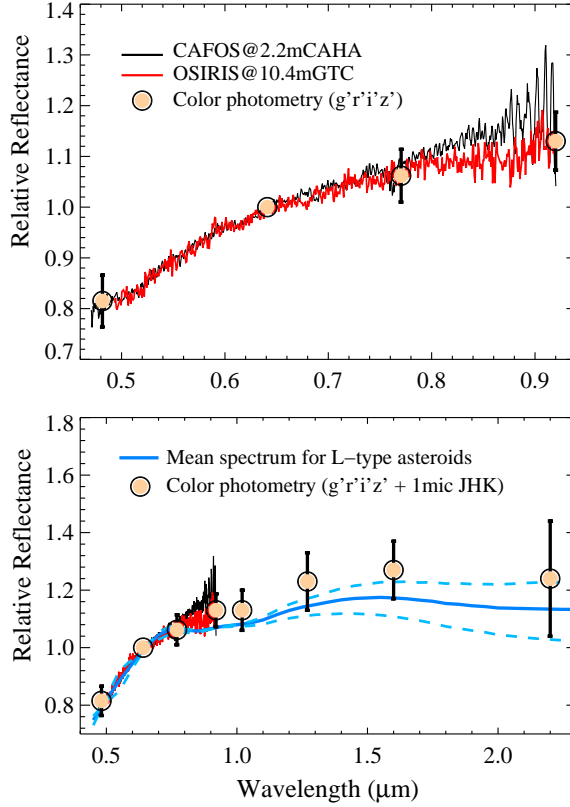 1.4
1.3
1.2
1.1
1.0
0.9
0.8
0.7
Relative Reflectance
CAFOS@2.2mCAHA
OSIRIS@10.4mGTC
Color photometry (g'r'i'z')
0.5
0.6
0.7
0.8
0.9
1.8
1.6
1.4
1.2
1.0
0.8
Relative Reflectance
Mean spectrum for L−type asteroids
Color photometry (g'r'i'z' + 1mic JHK)
0.5
1.0
1.5
2.0
Wavelength (μm)